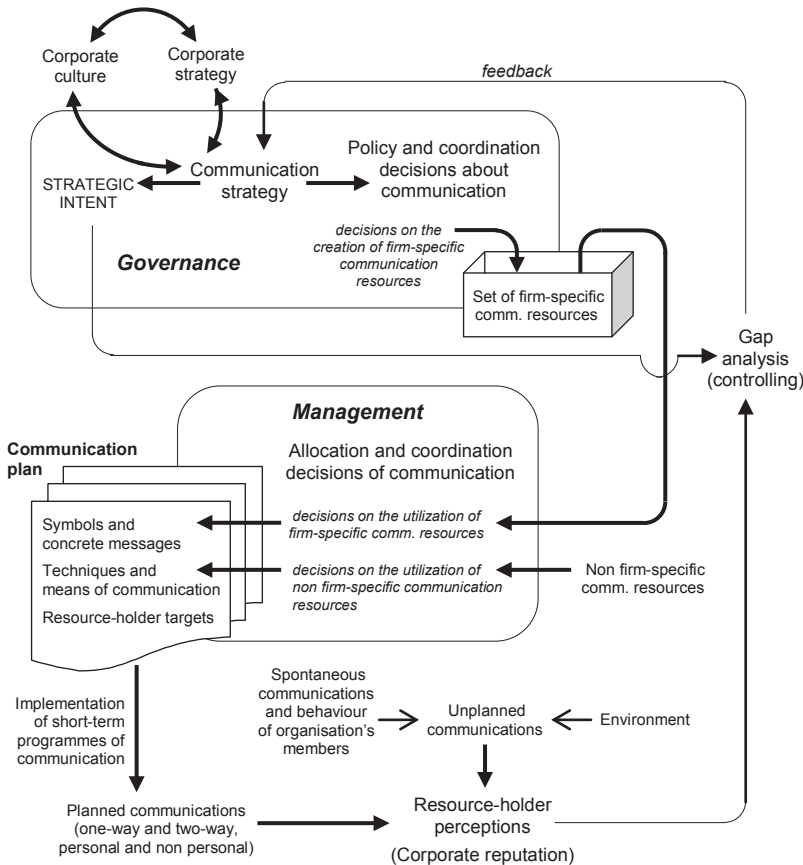 Corporate
culture
Corporate
strategy
feedback
Policy and coordination
decisions about
communication
Communication
strategy
STRATEGIC
INTENT
decisions on the
creation of firm-specific
communication
resources
Governance
Set of firm-specific
comm. resources
Gap
analysis
(controlling)
Management
Communication
plan
Allocation and coordination
decisions of communication
Symbols and
concrete messages
decisions on the utilization of
firm-specific comm. resources
Techniques and
means of communication
decisions on the utilization of
non firm-specific communication
resources
Non firm-specific
comm. resources
Resource-holder targets
Implementation
of short-term
programmes of
communication
Spontaneous
communications
and behaviour
of organisation's
members
Unplanned
communications
Environment
Planned communications
(one-way and two-way,
personal and non personal)
Resource-holder
perceptions
(Corporate reputation)